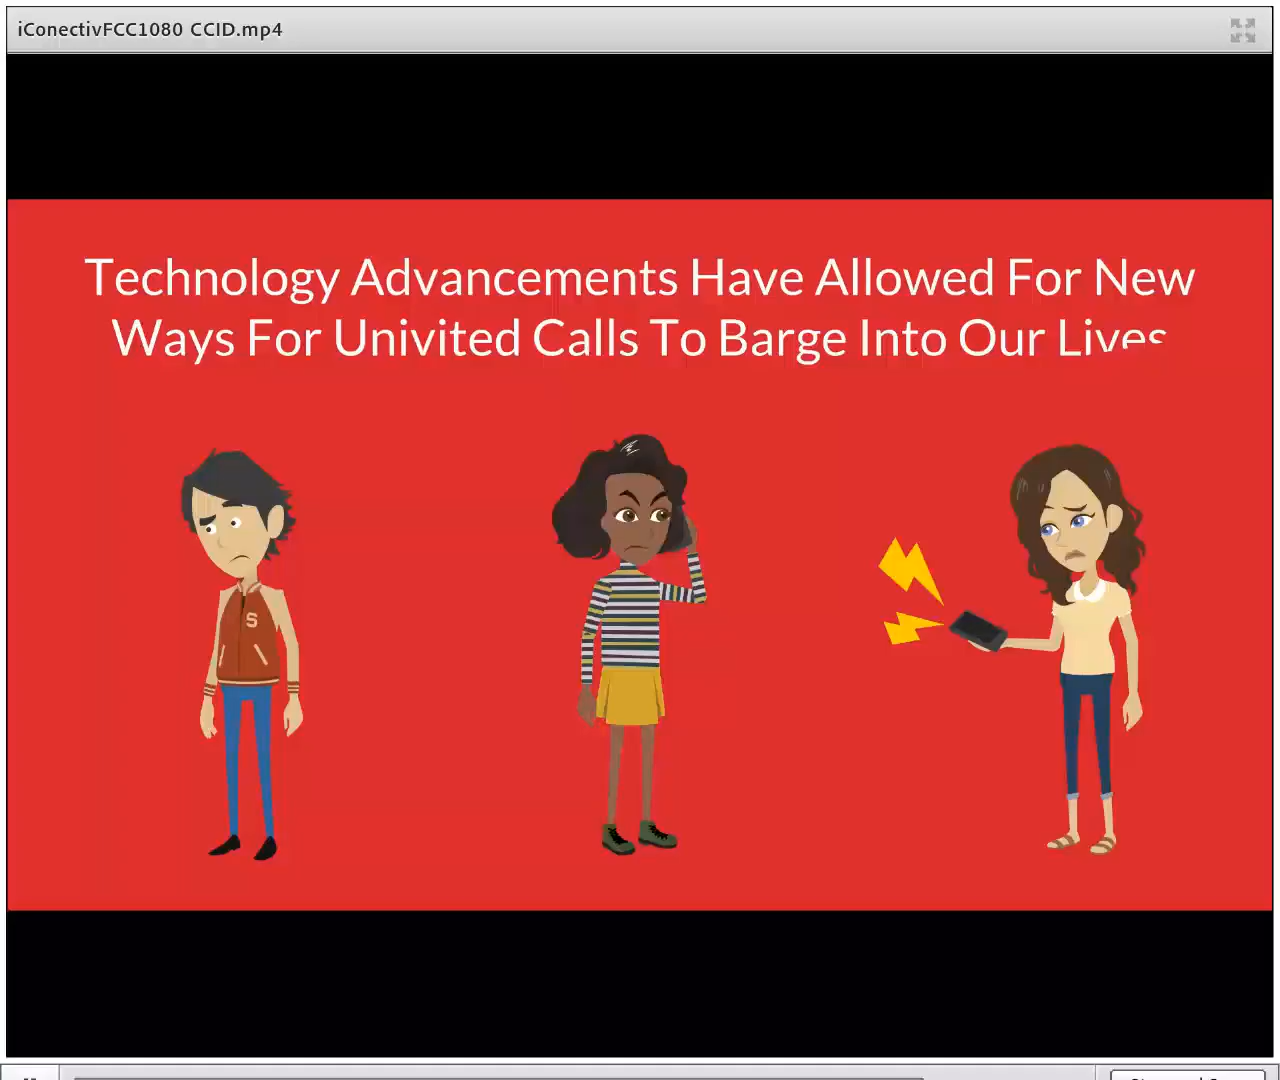 iConectivFCC1080 CCID.mp4
Technology Advancements Have Allowed For New
Ways For Univited Calls To Barge Into Our Lives
S